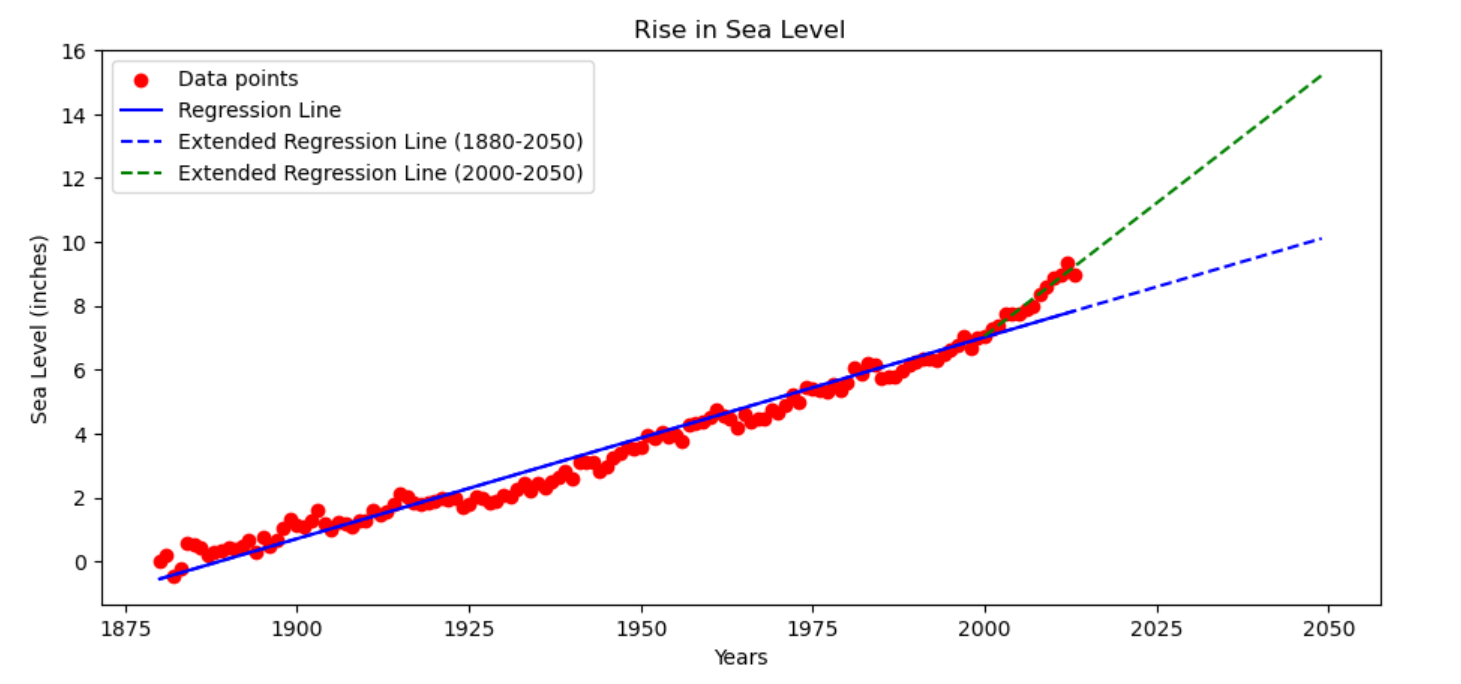 Rise in Sea Level
16
14
12
10
8
6
4
2
0
Sea Level (inches)
Data points
Regression Line
Extended Regression Line (1880-2050)
Extended Regression Line (2000-2050)
1875 1900 1925 1950 1975 2000 2025 2050
Years